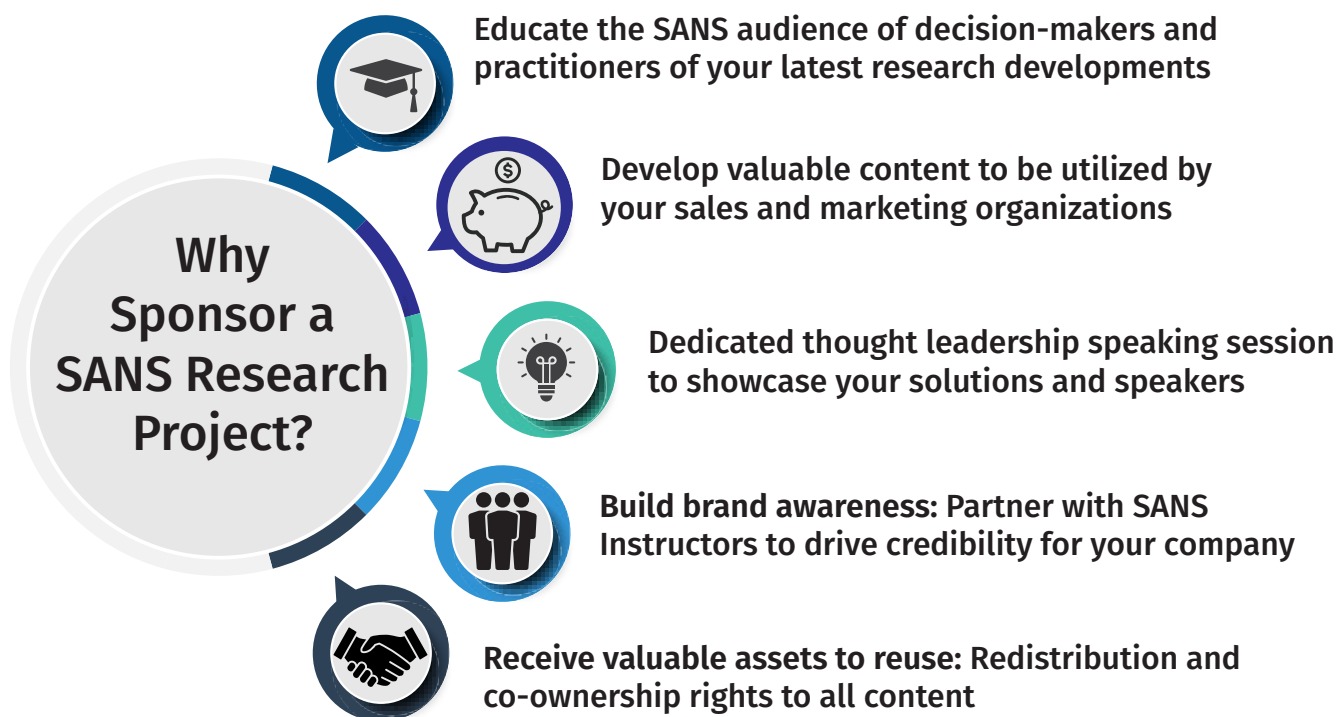 Why
Sponsor a
SANS Research
Project?
Educate the SANS audience of decision-makers and
practitioners of your latest research developments
$
Develop valuable content to be utilized by
your sales and marketing organizations
Dedicated thought leadership speaking session
to showcase your solutions and speakers
Build brand awareness: Partner with SANS
Instructors to drive credibility for your company
Receive valuable assets to reuse: Redistribution and
co-ownership rights to all content